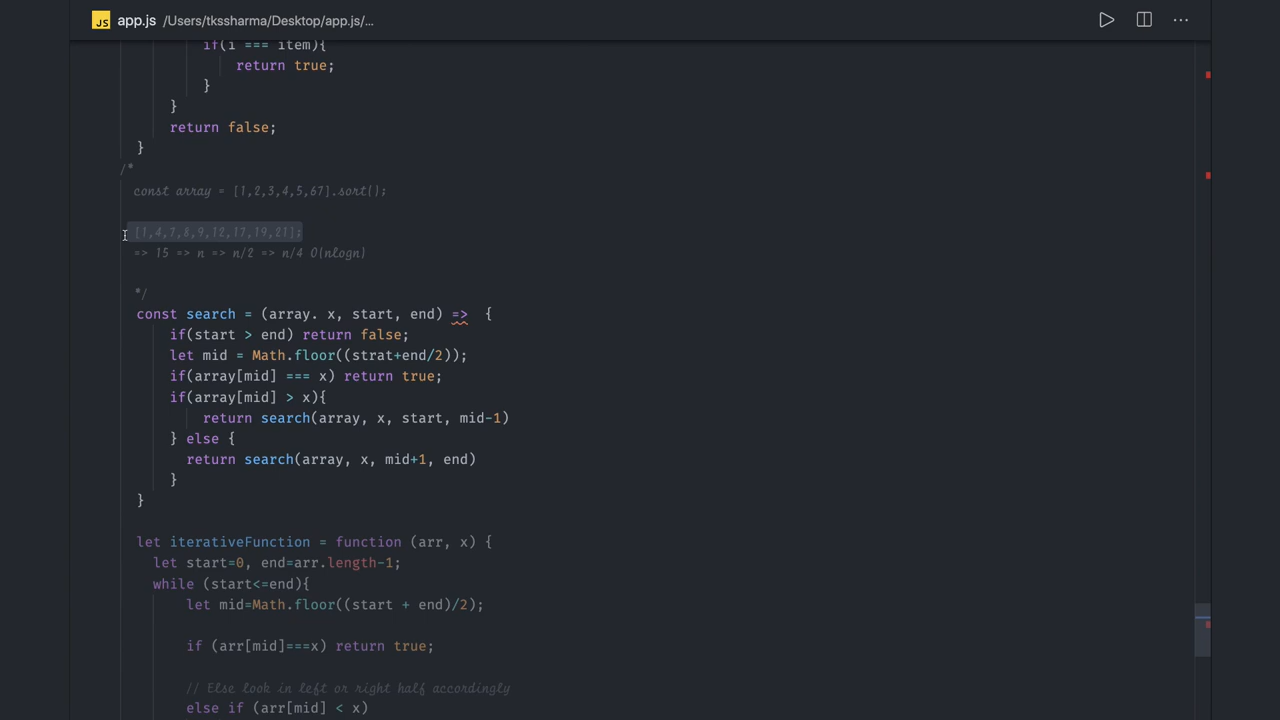 JS app.js /Users/tkssharma/Desktop/app.js/...
if(i === item){
return true;
}
}
return false;
}
/*
const array = [1,2,3,4,5,67].sort();
[1,4,7,8,9,12,17,19,21];
=> 15 => n => n/2 => n/4 O(nlogn)
*/
const search = (array. x, start, end) => {
if(start > end) return false;
let mid = Math.floor((strat+end/2));
if(array[mid] === x) return true;
if(array[mid] > x){
return search(array, x, start, mid-1)
} else {
return search(array, x, mid+1, end)
}
}
let iterativeFunction = function (arr, x) {
let start=0, end=arr.length-1;
while (start<=end){
let mid=Math.floor((start + end)/2);
if (arr[mid]===x) return true;
// Else look in left or right half accordingly
else if (arr[mid] < x)